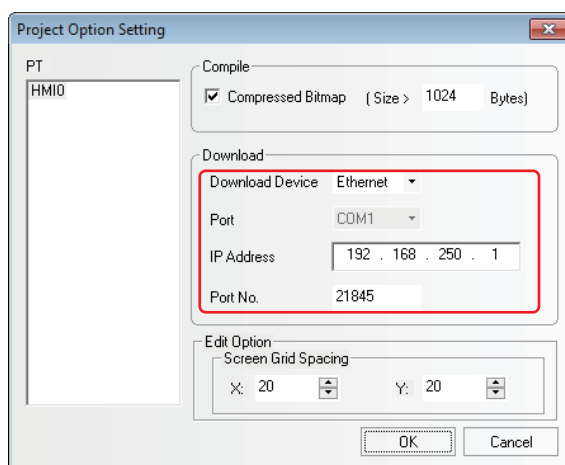 Project Option Setting
PT
HMI0
Compile
Compressed Bitmap ( Size > 1024 Bytes)
Download
Download Device Ethernet
Port COM1
IP Address 192 . 168 . 250 . 1
Port No. 21845
Edit Option
Screen Grid Spacing
X: 20 Y: 20
OK Cancel